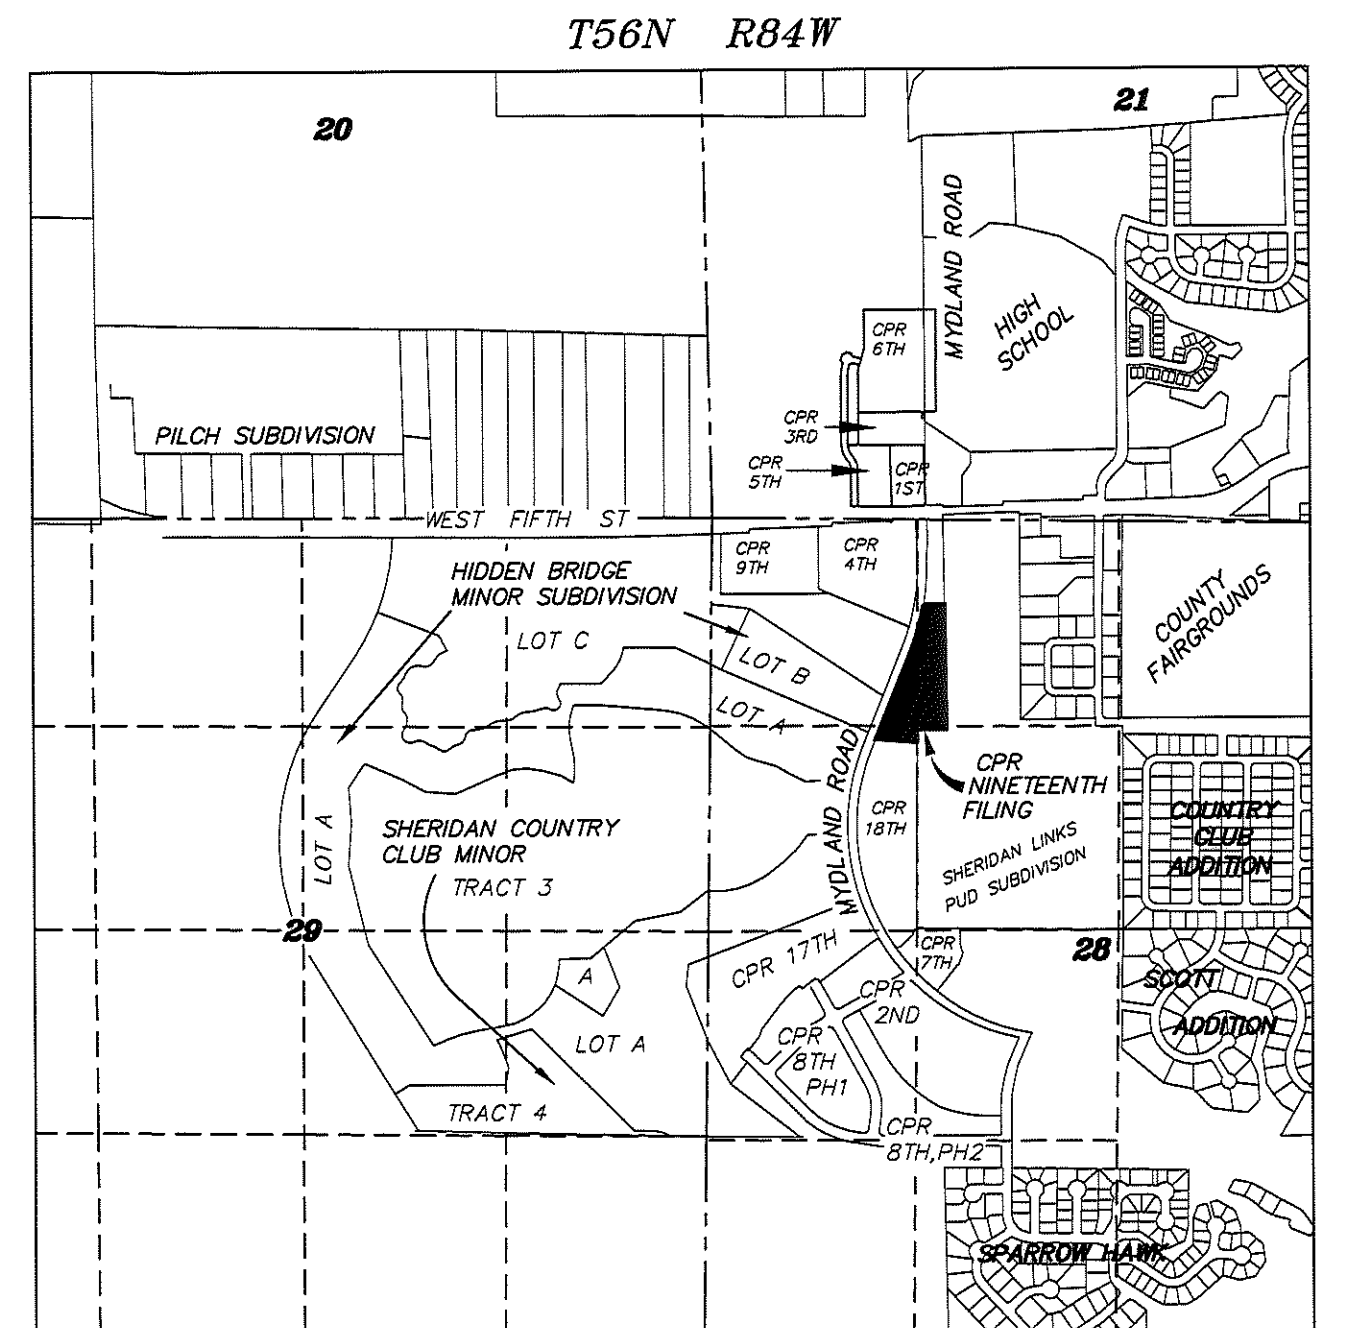 T56N R84W
20
21
MYDLAND ROAD
HIGH
SCHOOL
CPR
6TH
CPR
3RD
CPR
5TH
CPR
1ST
PILCH SUBDIVISION
WEST FIFTH ST
CPR
9TH
CPR
4TH
HIDDEN BRIDGE
MINOR SUBDIVISION
LOT C
LOT B
LOT A
COUNTY
FAIRGROUNDS
MYDLAND ROAD
CPR
NINETEENTH
FILING
CPR
18TH
SHERIDAN LINKS
PUD SUBDIVISION
COUNTRY
CLUB
ADDITION
LOT A
SHERIDAN COUNTRY
CLUB MINOR
TRACT 3
29
28
CPR 17TH
CPR
7TH
A
CPR
2ND
SCOTT
ADDITION
LOT A
CPR
8TH
PH1
TRACT 4
CPR
8TH,PH2
SPARROW HAWK